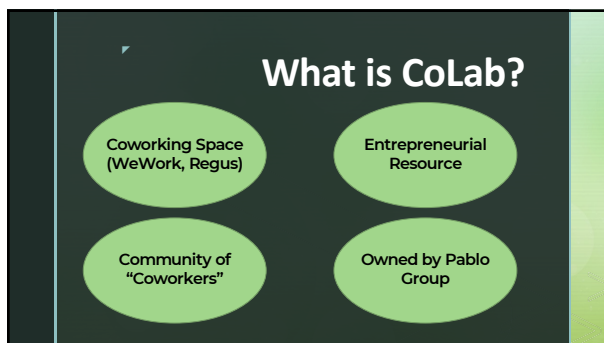 What is CoLab?
Coworking Space
(WeWork, Regus)
Entrepreneurial
Resource
Community of
“Coworkers”
Owned by Pablo
Group